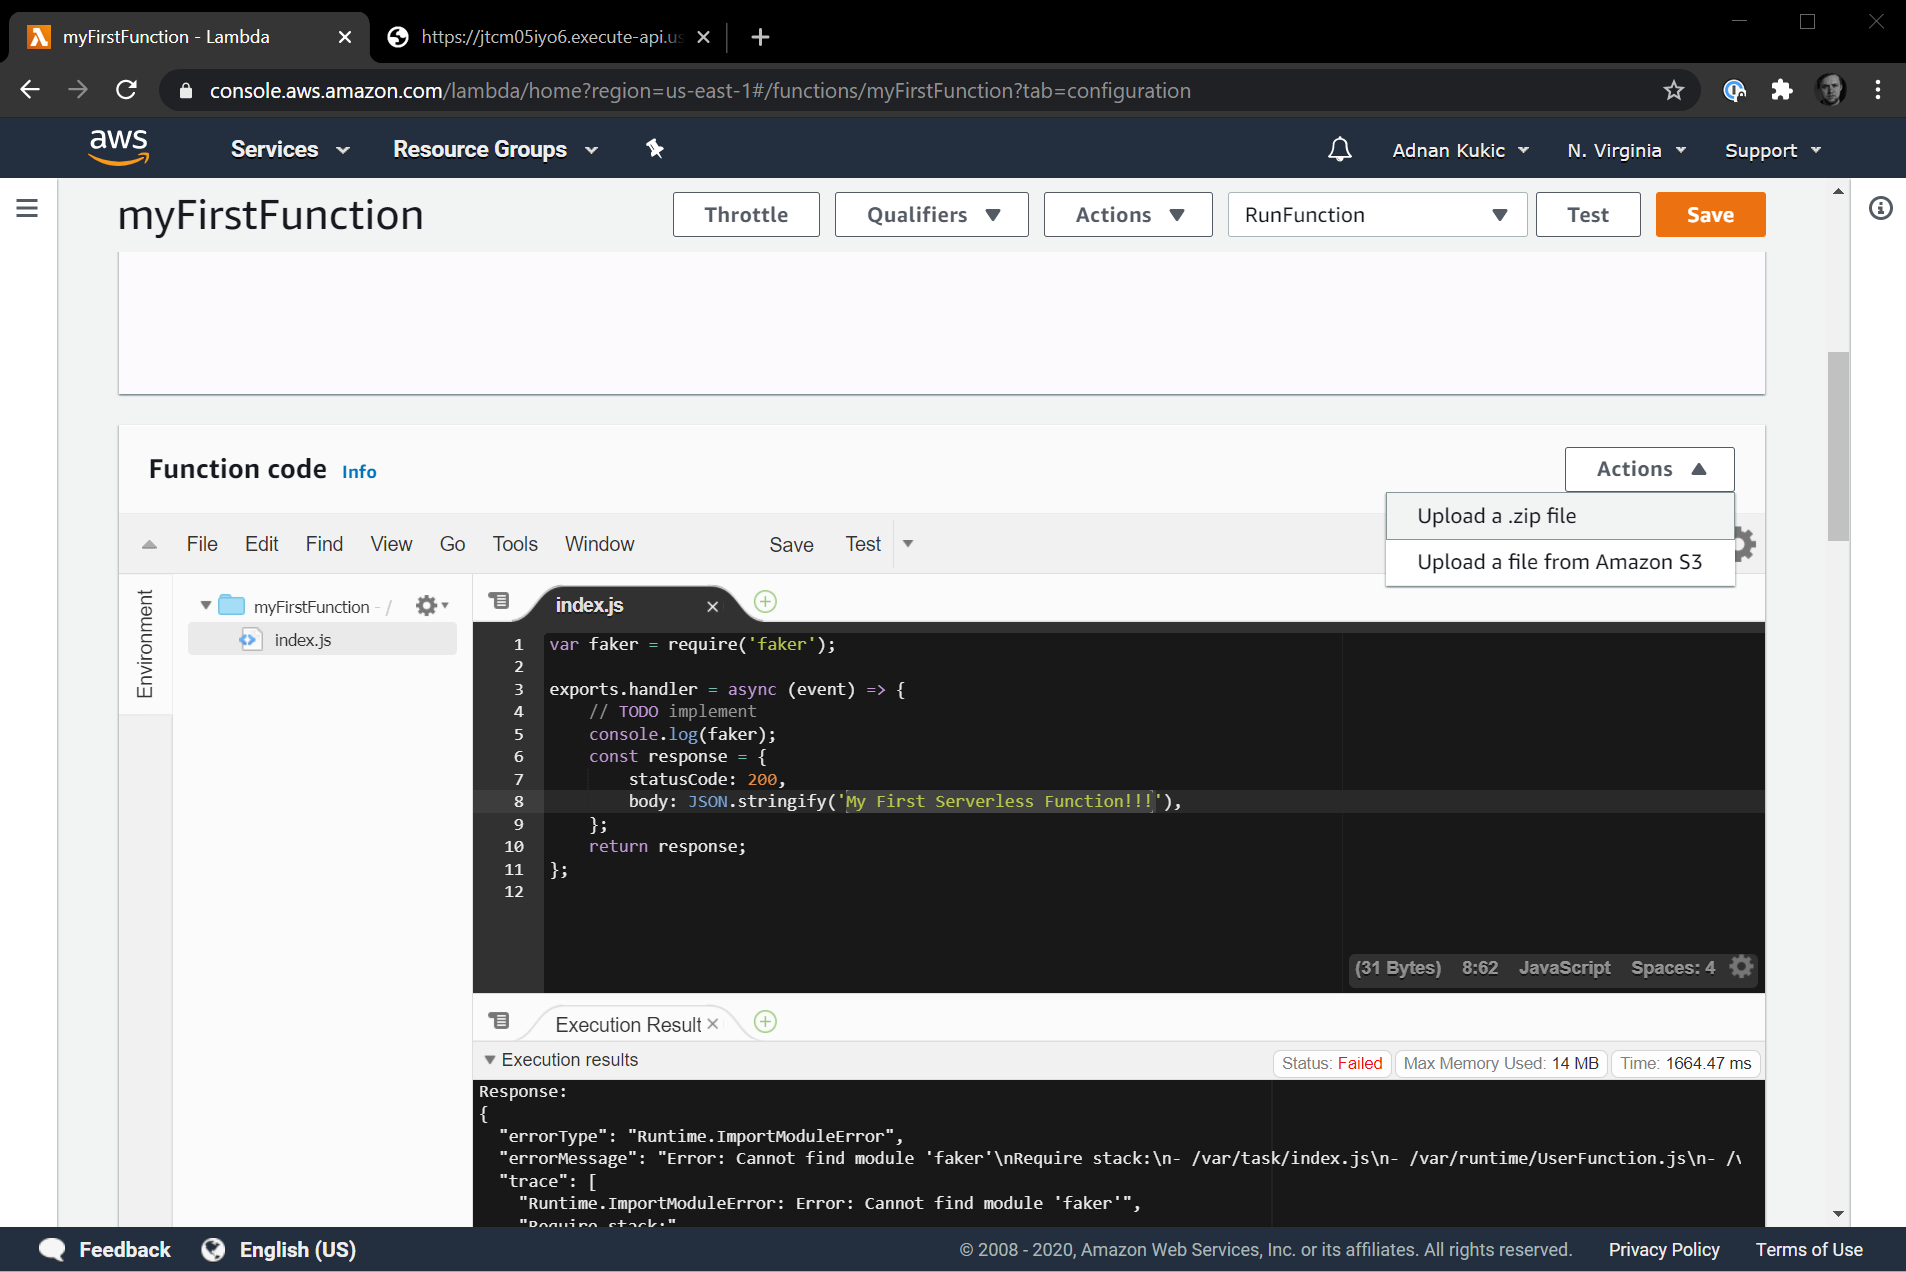 myFirstFunction - Lambda
https://jtcm05iyo6.execute-api.us
console.aws.amazon.com/lambda/home?region=us-east-1#/functions/myFirstFunction?tab=configuration
aws
Services
Resource Groups
Adnan Kukic
N. Virginia
Support
myFirstFunction
Throttle
Qualifiers
Actions
RunFunction
Test
Save
Function code Info
Actions
Upload a .zip file
Upload a file from Amazon S3
File Edit Find View Go Tools Window Save Test
Environment
myFirstFunction - /
index.js
index.js
1 var faker = require('faker');
2
3 exports.handler = async (event) => {
4 // TODO implement
5 console.log(faker);
6 const response = {
7 statusCode: 200,
8 body: JSON.stringify('My First Serverless Function!!!'),
9 };
10 return response;
11 };
12
(31 Bytes) 8:62 JavaScript Spaces: 4
Execution Result
Execution results
Status: Failed
Max Memory Used: 14 MB
Time: 1664.47 ms
Response:
{
"errorType": "Runtime.ImportModuleError",
"errorMessage": "Error: Cannot find module 'faker'\nRequire stack:\n- /var/task/index.js\n- /var/runtime/UserFunction.js\n- /v
"trace": [
"Runtime.ImportModuleError: Error: Cannot find module 'faker'",
"Require stack:"
Feedback
English (US)
© 2008 - 2020, Amazon Web Services, Inc. or its affiliates. All rights reserved.
Privacy Policy
Terms of Use